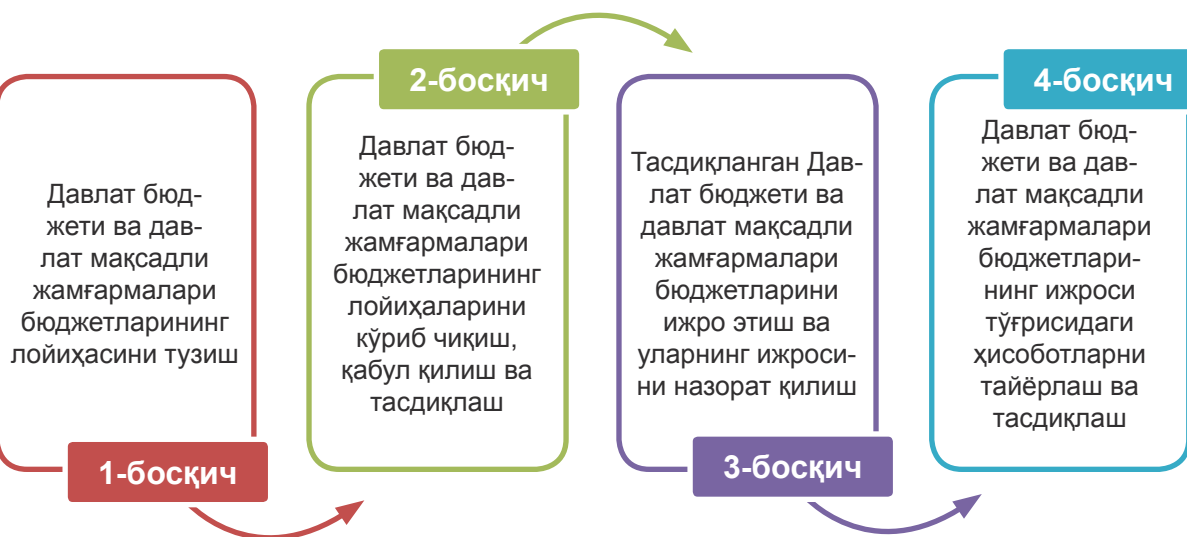 Давлат бюд-
жети ва дав-
лат мақсадли
жамғармалари
бюджетларининг
лойиҳасини тузиш
1-босқич
2-босқич
Давлат бюд-
жети ва дав-
лат мақсадли
жамғармалари
бюджетларининг
лойиҳаларини
кўриб чиқиш,
қабул қилиш ва
тасдиқлаш
Тасдиқланган Дав-
лат бюджети ва
давлат мақсадли
жамғармалари
бюджетларини
ижро этиш ва
уларнинг ижроси-
ни назорат қилиш
3-босқич
4-босқич
Давлат бюд-
жети ва дав-
лат мақсадли
жамғармалари
бюджетлари-
нинг ижроси
тўғрисидаги
ҳисоботларни
тайёрлаш ва
тасдиқлаш